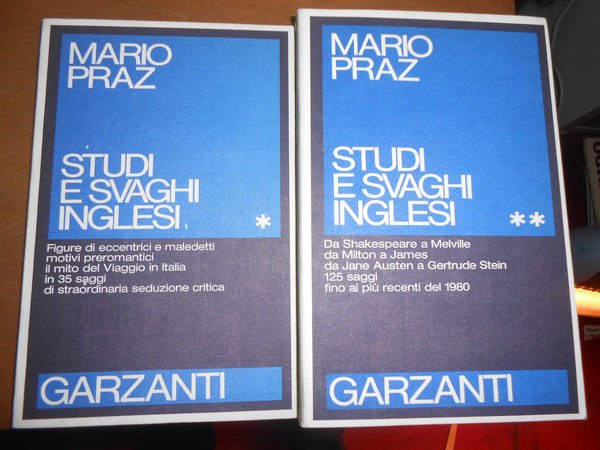 MARIO
PRAZ
STUDI
E SVAGHI
INGLESI *
Figure di eccentrici e maledetti
motivi preromantici
il mito del Viaggio in Italia
in 35 saggi
di straordinaria seduzione critica
GARZANTI
MARIO
PRAZ
STUDI
E SVAGHI
INGLESI **
Da Shakespeare a Melville
da Milton a James
da Jane Austen a Gertrude Stein
125 saggi
fino ai più recenti del 1980
GARZANTI